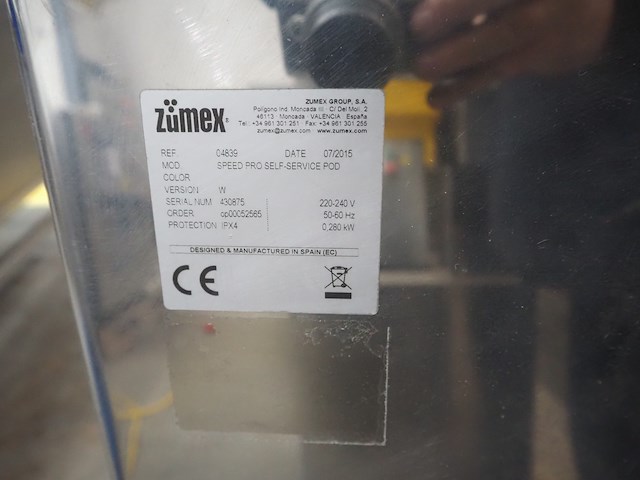 zümex®
ZUMEX GROUP, S.A.
Polígono Ind. Moncada III · C/ Del Molí, 2
46113 Moncada VALENCIA España
Tel.: +34 961 301 251 · Fax: +34 961 301 255
zumex@zumex.com www.zumex.com
REF. 04839 DATE 07/2015
MOD. SPEED PRO SELF-SERVICE POD
COLOR
VERSION W
SERIAL NUM 430875 220-240 V
ORDER cp00052565 50-60 Hz
PROTECTION IPX4 0,260 kW
DESIGNED & MANUFACTURED IN SPAIN (EC)
CE